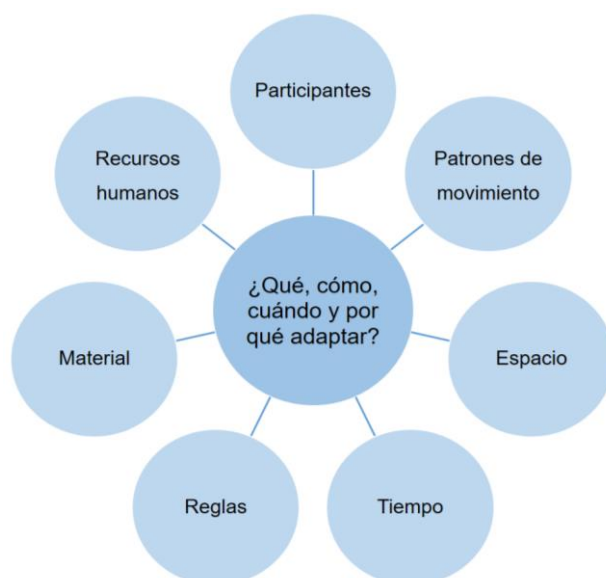 Participantes
Patrones de
movimiento
Espacio
Tiempo
Reglas
Material
Recursos
humanos
¿Qué, cómo,
cuándo y por
qué adaptar?